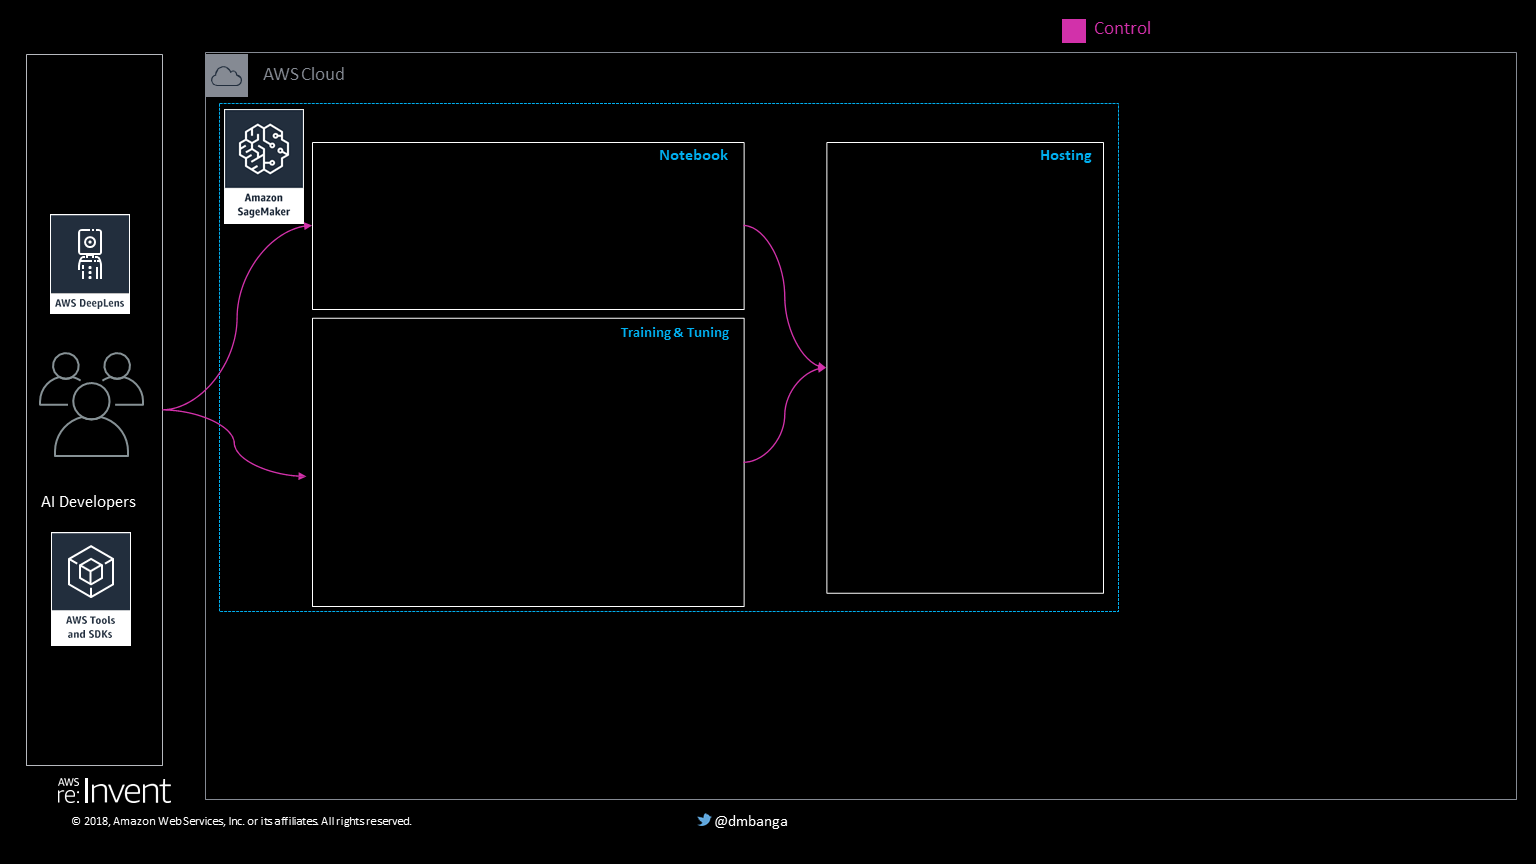 Control
AWS Cloud
Amazon
SageMaker
Notebook
Hosting
AWS DeepLens
Training & Tuning
AI Developers
AWS Tools
and SDKs
AWS
re:Invent
© 2018, Amazon Web Services, Inc. or its affiliates. All rights reserved.
@dmbanga